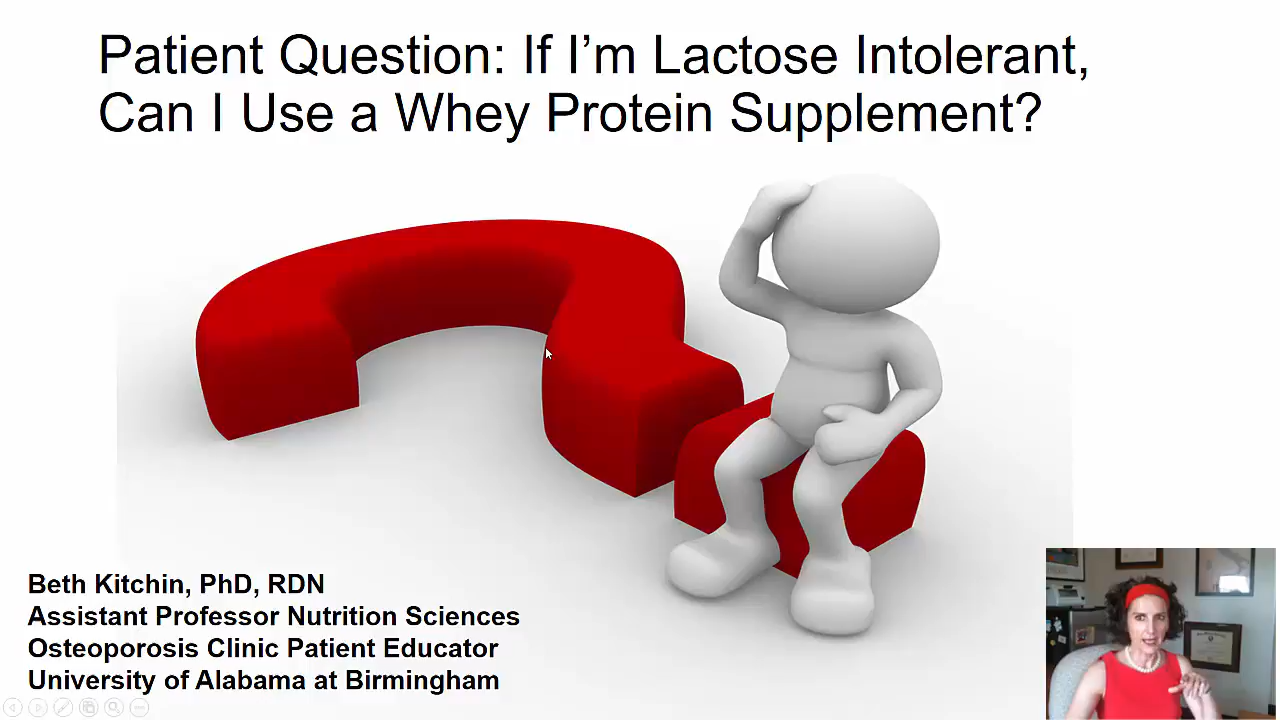 Patient Question: If I’m Lactose Intolerant,
Can I Use a Whey Protein Supplement?
Beth Kitchin, PhD, RDN
Assistant Professor Nutrition Sciences
Osteoporosis Clinic Patient Educator
University of Alabama at Birmingham